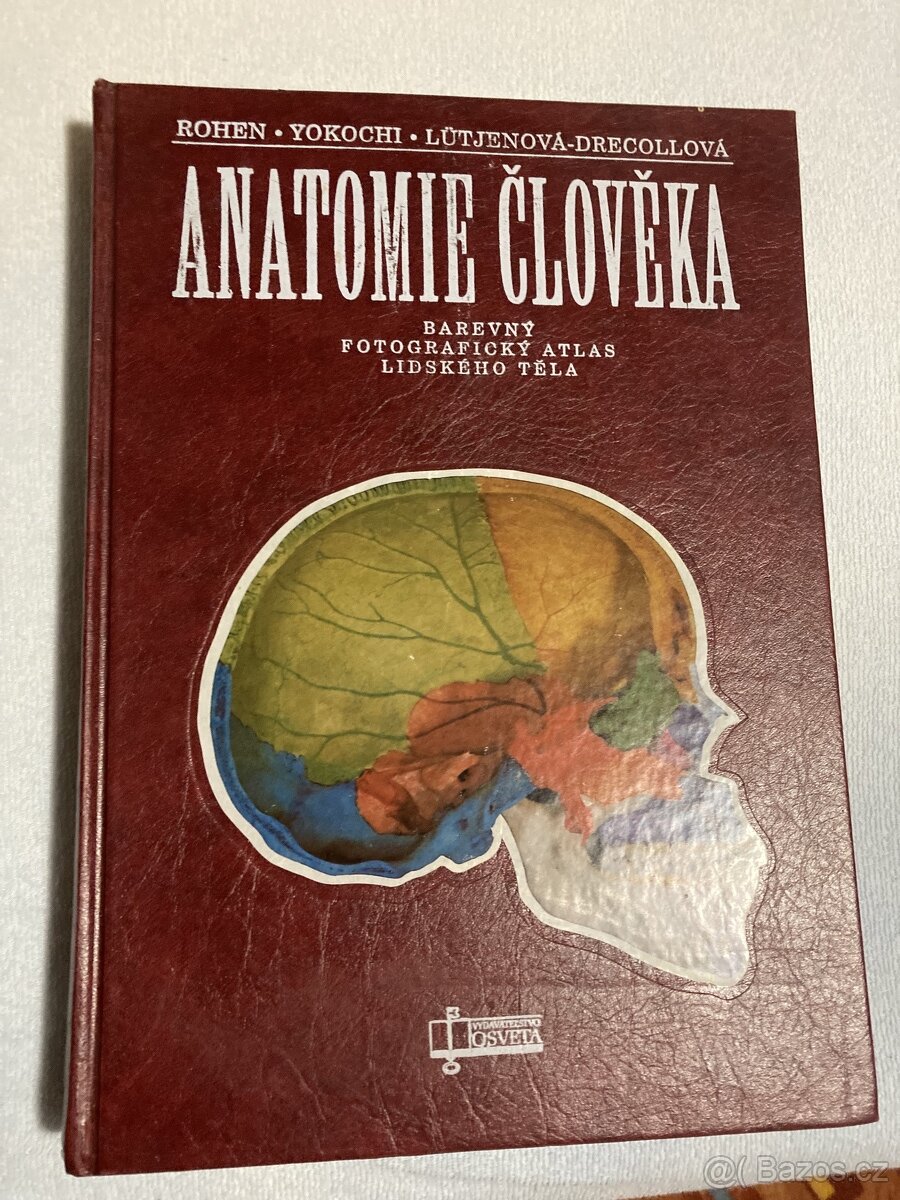 ROHEN • YOKOCHI • LÜTJENOVÁ-DRECOLLOVÁ
ANATOMIE ČLOVĚKA
BAREVNÝ
FOTOGRAFICKÝ ATLAS
LIDSKÉHO TĚLA
VYDAVATEĽSTVO
OSVETA
@( Bazos.cz